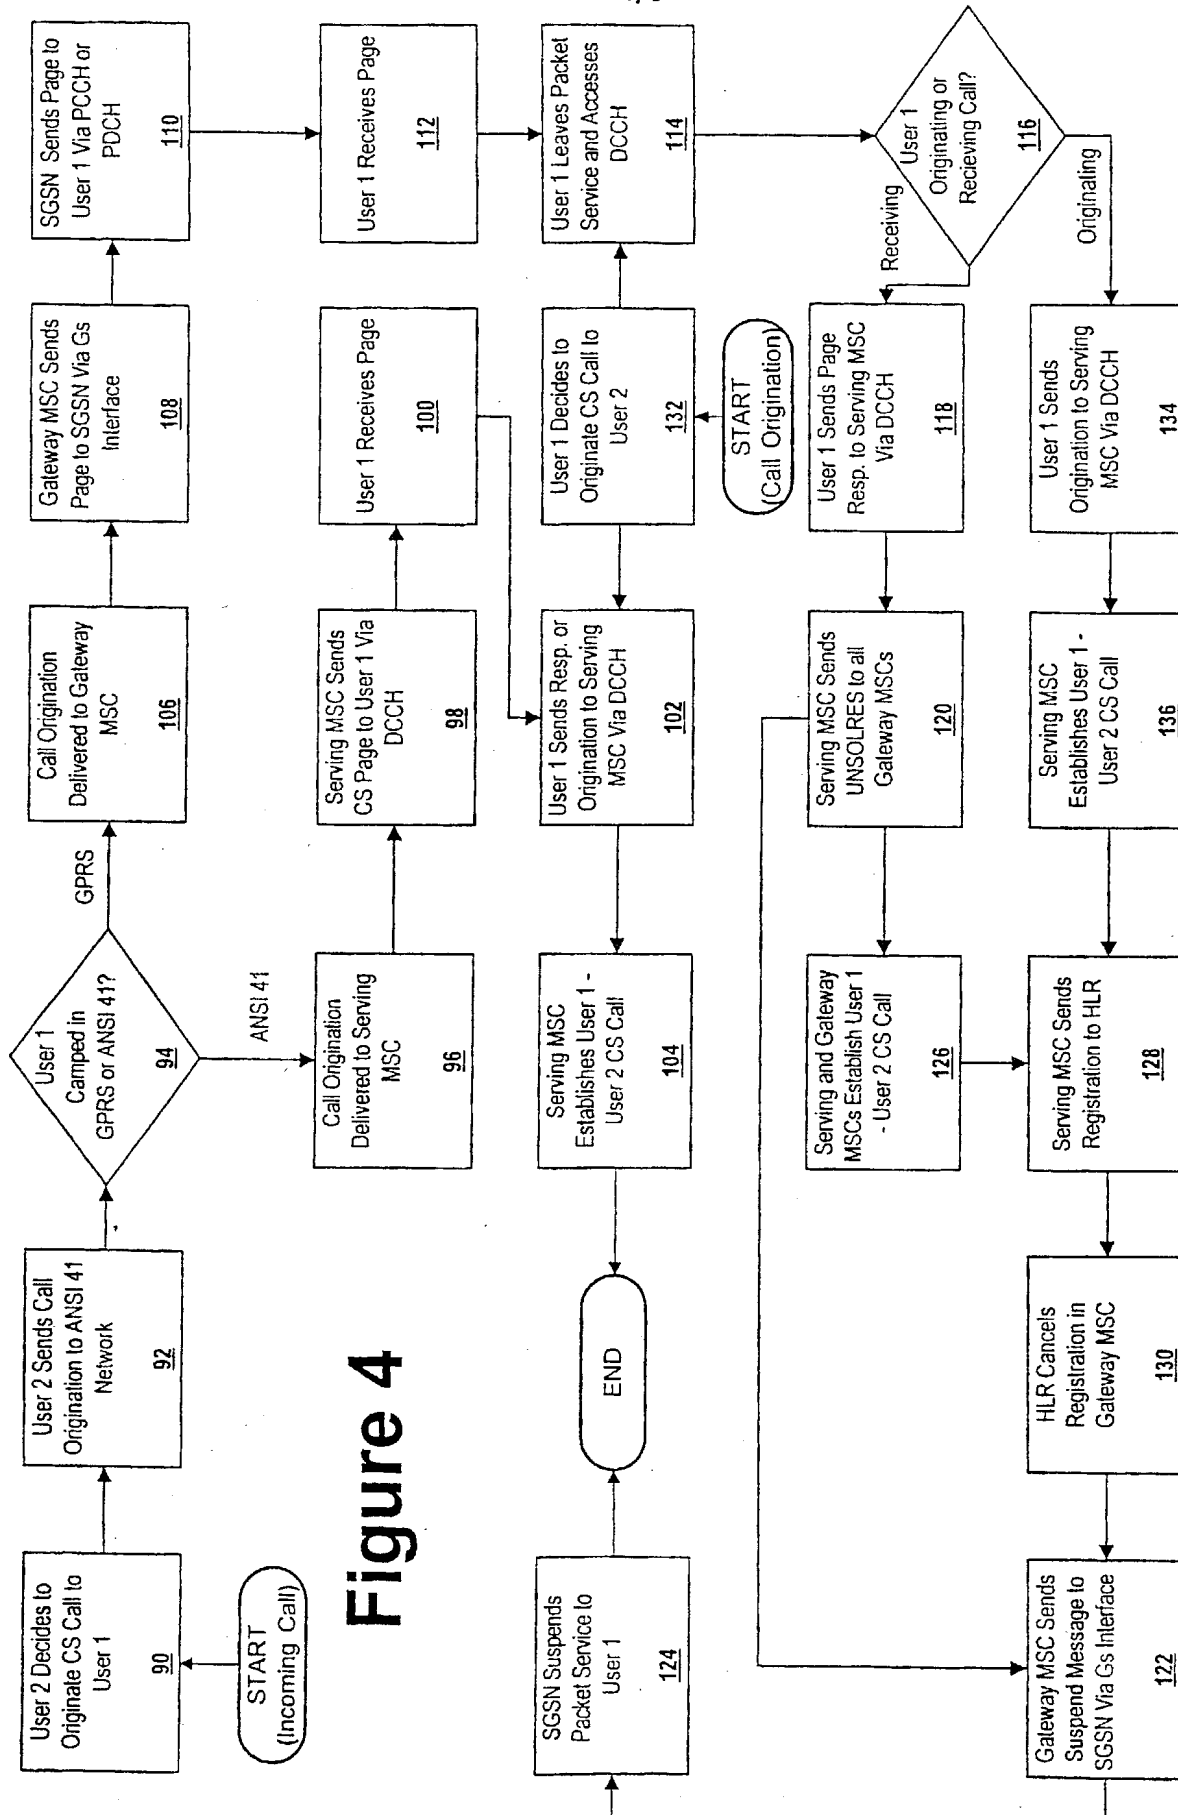 User 2 Decides to
Originate CS Call to
User 1
90
START
(Incoming Call)
User 2 Sends Call
Origination to ANSI 41
Network
92
User 1
Camped in
GPRS or ANSI 41?
94
GPRS
ANSI 41
Call Origination
Delivered to Gateway
MSC
106
Gateway MSC Sends
Page to SGSN Via Gs
Interface
108
SGSN Sends Page to
User 1 Via PCCH or
PDCH
110
Call Origination
Delivered to Serving
MSC
96
Serving MSC Sends
CS Page to User 1 Via
DCCH
98
User 1 Receives Page
100
User 1 Receives Page
112
Figure 4
SGSN Suspends
Packet Service to
User 1
124
END
Serving MSC
Establishes User 1 -
User 2 CS Call
104
User 1 Sends Resp. or
Origination to Serving
MSC Via DCCH
102
User 1 Decides to
Originate CS Call to
User 2
132
User 1 Leaves Packet
Service and Accesses
DCCH
114
START
(Call Origination)
Serving and Gateway
MSCs Establish User 1
- User 2 CS Call
126
Serving MSC Sends
UNSOLRES to all
Gateway MSCs
120
User 1 Sends Page
Resp. to Serving MSC
Via DCCH
118
Receiving
User 1
Originating or
Recieving Call?
116
Originating
Gateway MSC Sends
Suspend Message to
SGSN Via Gs Interface
122
HLR Cancels
Registration in
Gateway MSC
130
Serving MSC Sends
Registration to HLR
128
Serving MSC
Establishes User 1 -
User 2 CS Call
136
User 1 Sends
Origination to Serving
MSC Via DCCH
134